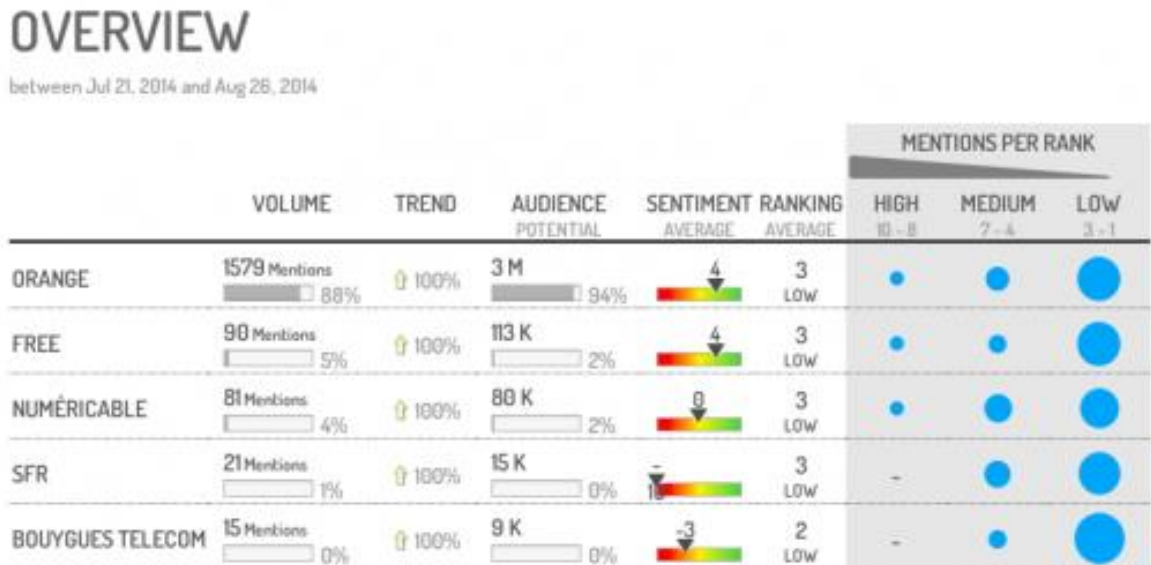 OVERVIEW
between Jul 21, 2014 and Aug 26, 2014
MENTIONS PER RANK
VOLUME TREND AUDIENCE SENTIMENT RANKING HIGH MEDIUM LOW
POTENTIAL AVERAGE AVERAGE 10 - 8 7 - 4 3 - 1
ORANGE 1579 Mentions 88% 100% 3 M 94% 4 3 LOW
FREE 90 Mentions 5% 100% 113 K 2% 4 3 LOW
NUMÉRICABLE 81 Mentions 4% 100% 80 K 2% 0 3 LOW
SFR 21 Mentions 1% 100% 15 K 0% -10 3 LOW -
BOUYGUES TELECOM 15 Mentions 0% 100% 9 K 0% -3 2 LOW -